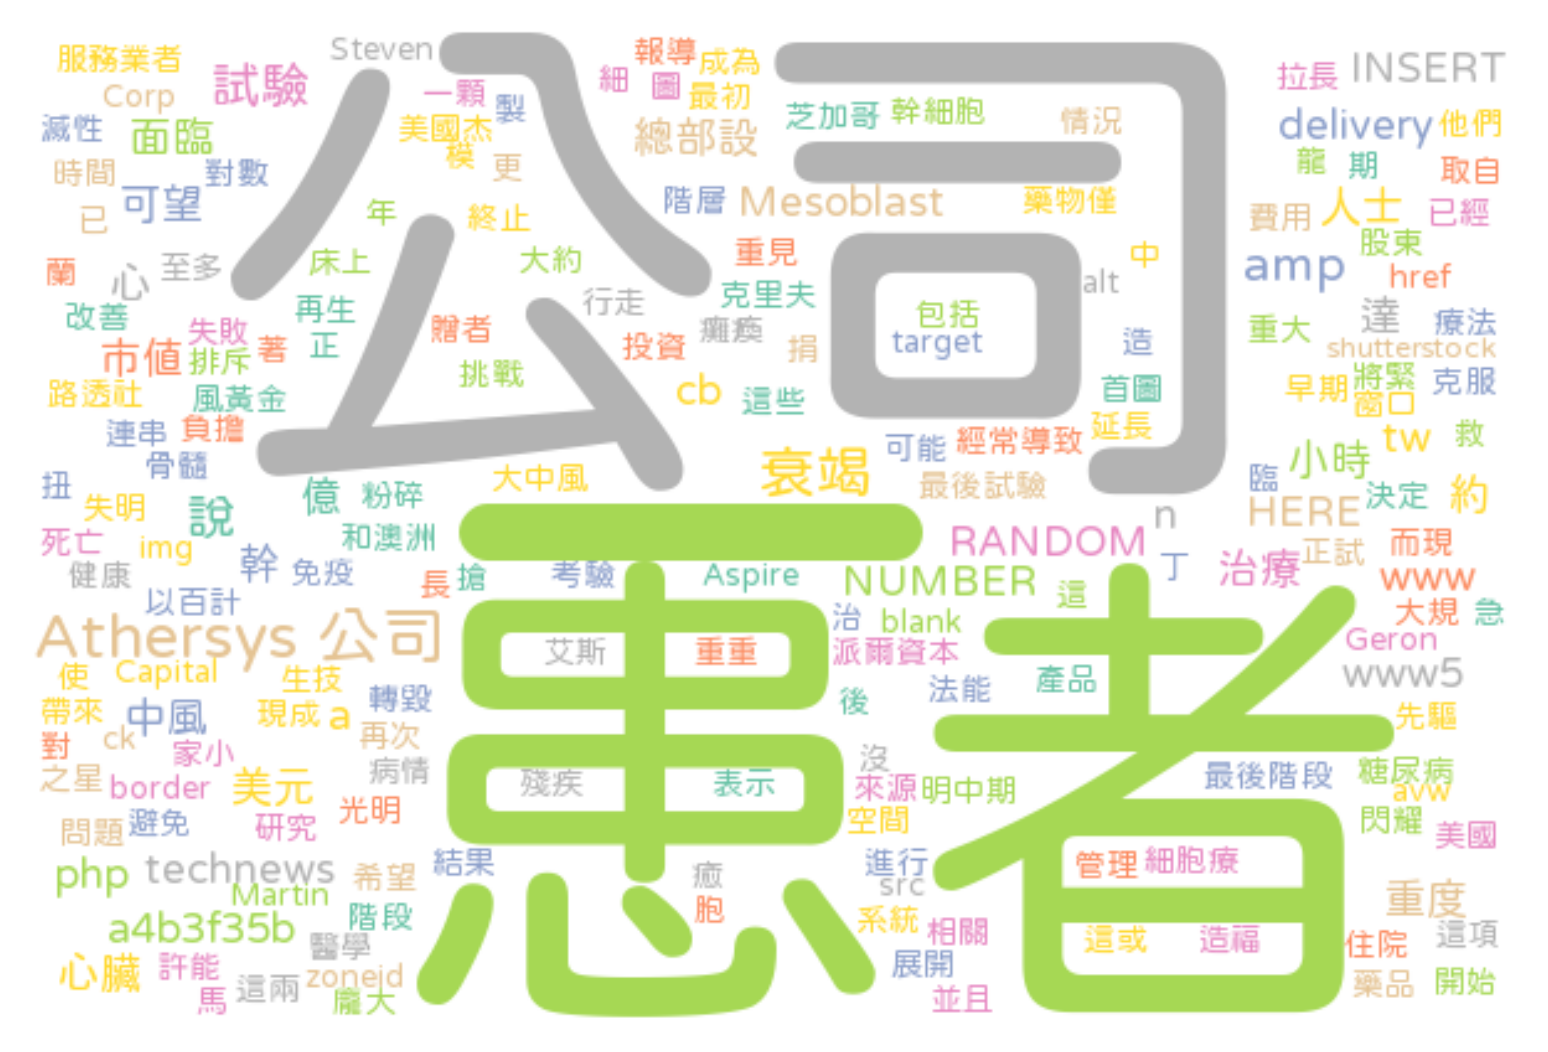 服務業者
Steven
報導
成為
拉長
INSERT
Corp
試驗
一顆
製
細
圖
最初
芝加哥
幹細胞
情況
delivery
他們
滅性
面臨
美國杰
模
更
總部設
龍
期
取自
時間
對數
可望
已
年
終止
階層
Mesoblast
藥物僅
費用
人士
已經
股東
公司
蘭
心
至多
床上
大約
重見
中
amp
href
改善
失敗
再生
行走
克里夫
alt
達
療法
市值
排斥
著
正
贈者
投資
癱瘓
捐
包括
target
造
重大
shutterstock
路透社
風黃金
挑戰
cb
這些
首圖
早期
將緊
窗口
克服
連串
負擔
骨髓
可能
經常導致
延長
小時
tw
救
扭
失明
說
億
粉碎
大中風
衰竭
最後試驗
臨
決定
約
HERE
死亡
img
幹
免疫
和澳洲
n
RANDOM
丁
治療
正試
而現
健康
長
搶
考驗
Aspire
NUMBER
這
www
以百計
大規
急
Athersys 公司
艾斯
重重
治
blank
派爾資本
Geron
使
Capital
生技
產品
www5
帶來
中風
現成
a
轉毀
後
法能
先驅
對
ck
家小
再次
患者
沒
之星
border
美元
病情
殘疾
表示
來源
明中期
最後階段
糖尿病
avw
問題
避免
研究
光明
空間
閃耀
美國
php
technews
希望
結果
癒
進行
src
管理
細胞療
Martin
胞
重度
a4b3f35b
階段
系統
相關
這或
造福
住院
這項
心臟
許能
醫學
zoneid
展開
藥品
開始
馬
這兩
龐大
並且